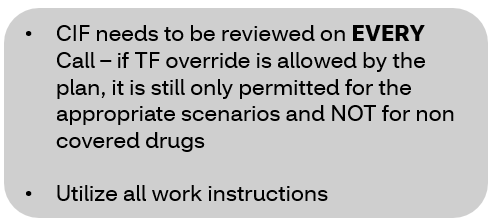 • CIF needs to be reviewed on EVERY
Call – if TF override is allowed by the
plan, it is still only permitted for the
appropriate scenarios and NOT for non
covered drugs
• Utilize all work instructions